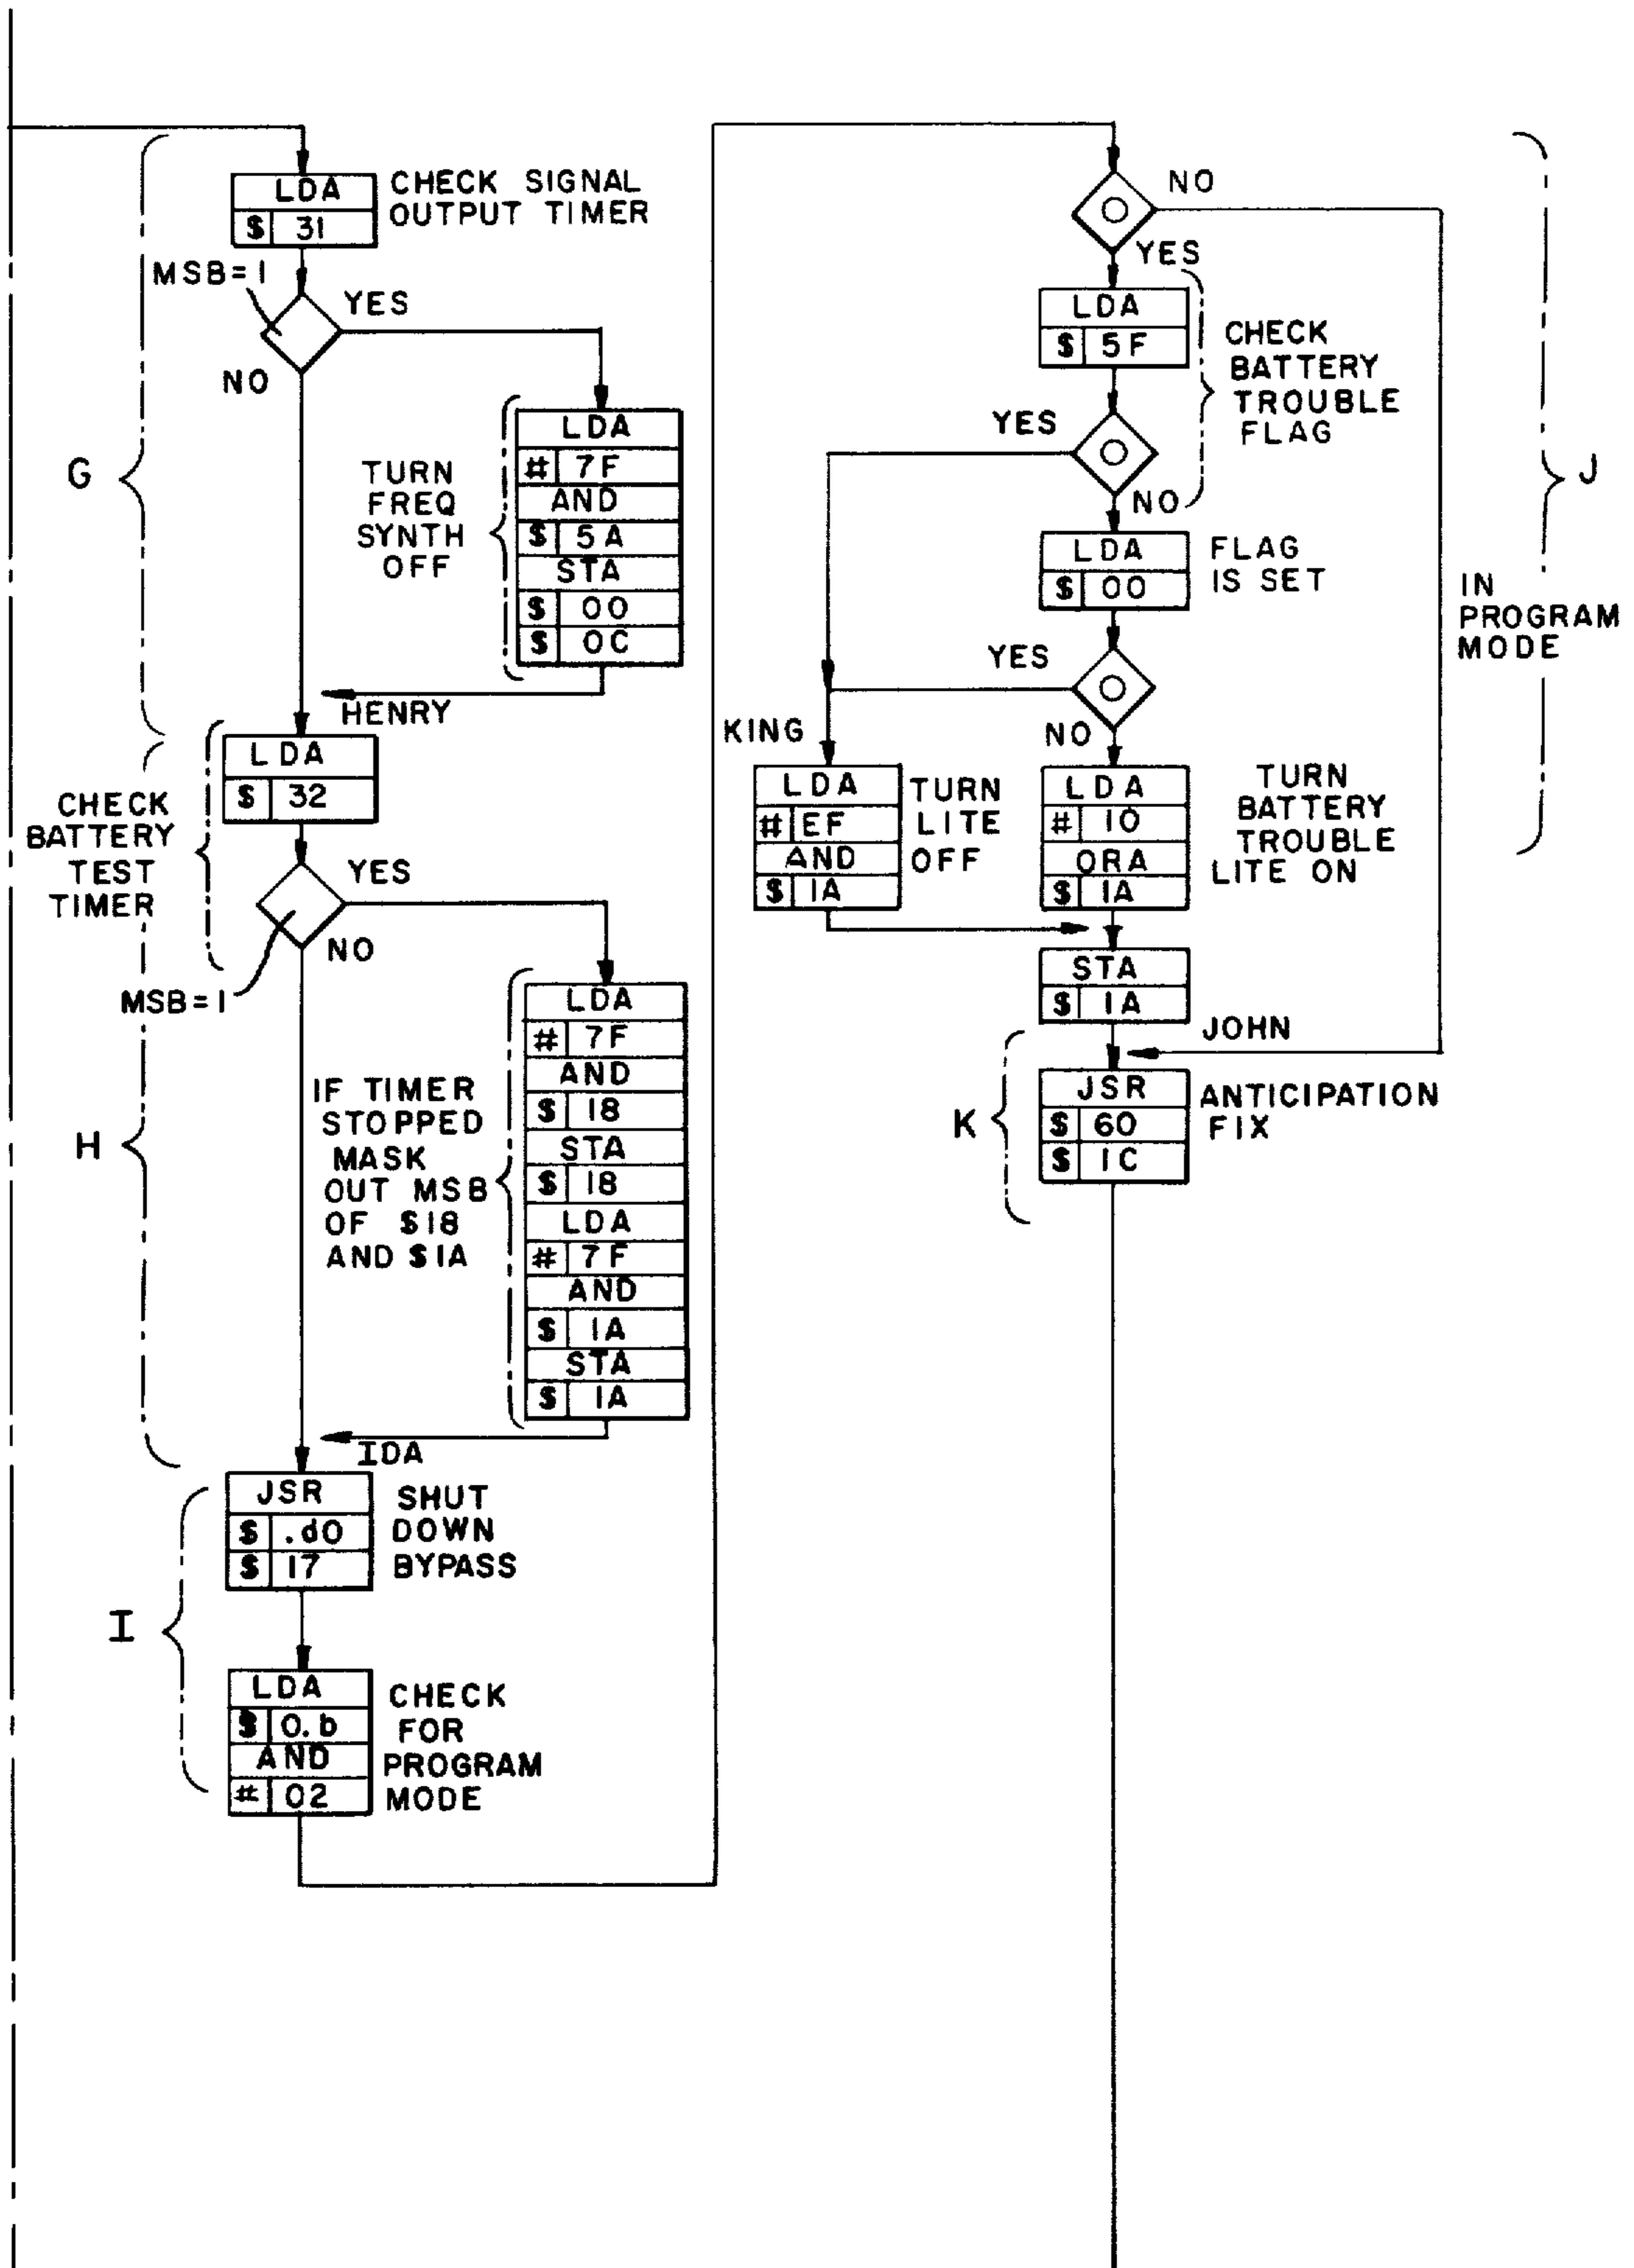 G
LDA
$ 31
CHECK SIGNAL
OUTPUT TIMER
MSB=1
YES
NO
TURN
FREQ
SYNTH
OFF
LDA
# 7F
AND
$ 5A
STA
$ 00
$ 0C
HENRY
LDA
$ 32
CHECK
BATTERY
TEST
TIMER
YES
NO
MSB=1
H
IF TIMER
STOPPED
MASK
OUT MSB
OF $18
AND $1A
LDA
# 7F
AND
$ 18
STA
$ 18
LDA
# 7F
AND
$ 1A
STA
$ 1A
IDA
I
JSR
$ .d0
$ 17
SHUT
DOWN
BYPASS
LDA
$ 0.b
AND
# 02
CHECK
FOR
PROGRAM
MODE
O
NO
YES
LDA
$ 5F
CHECK
BATTERY
TROUBLE
FLAG
J
YES
O
NO
LDA
$ 00
FLAG
IS SET
IN
PROGRAM
MODE
YES
O
NO
KING
LDA
# EF
AND
$ 1A
TURN
LITE
OFF
LDA
# 10
ORA
$ 1A
TURN
BATTERY
TROUBLE
LITE ON
STA
$ 1A
JOHN
K
JSR
$ 60
$ 1C
ANTICIPATION
FIX